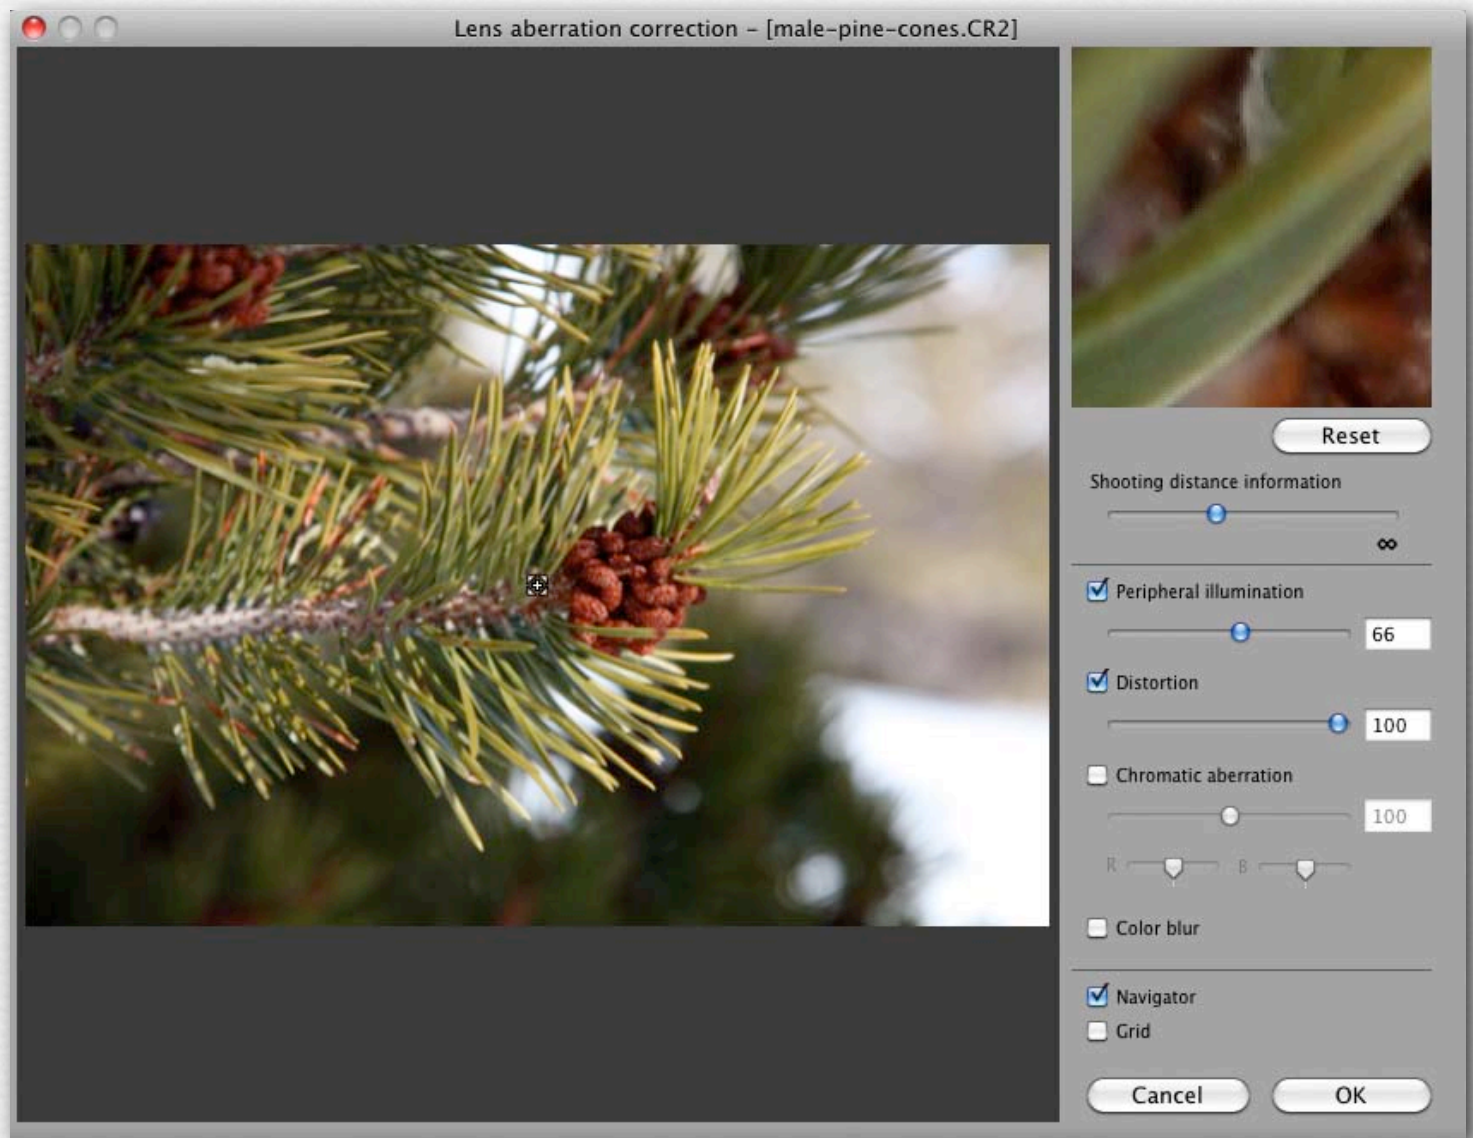 Lens aberration correction – [male-pine-cones.CR2]
Reset
Shooting distance information
∞
Peripheral illumination
66
Distortion
100
Chromatic aberration
100
R B
Color blur
Navigator
Grid
Cancel OK